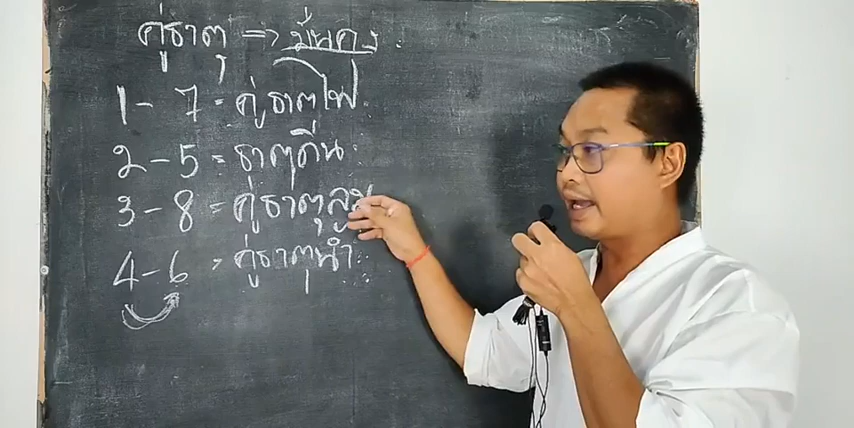 คู่ธาตุ => มั่นคง
1 - 7 = คู่ธาตุไฟ
2 - 5 = ธาตุดิน
3 - 8 = คู่ธาตุลม
4 - 6 = คู่ธาตุน้ำ